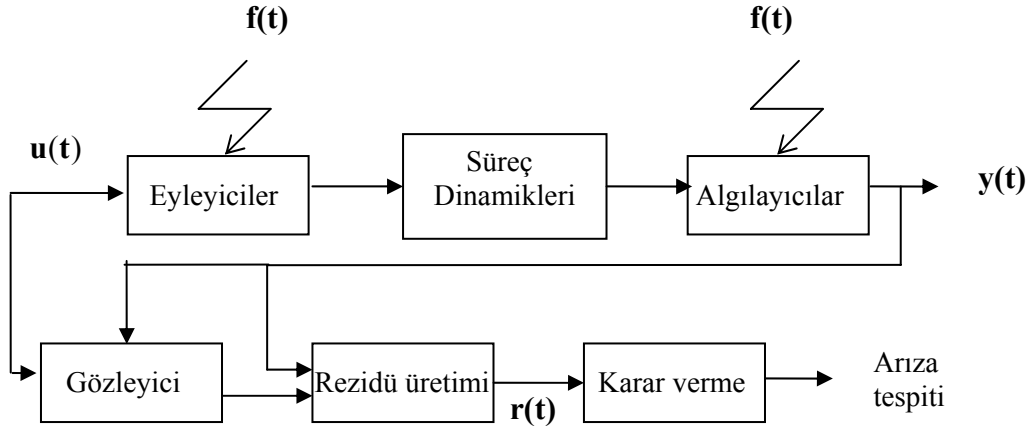 f(t)
f(t)
u(t)
Eyleyiciler
Süreç
Dinamikleri
Algılayıcılar
y(t)
Gözleyici
Rezidü üretimi
r(t)
Karar verme
Arıza
tespiti